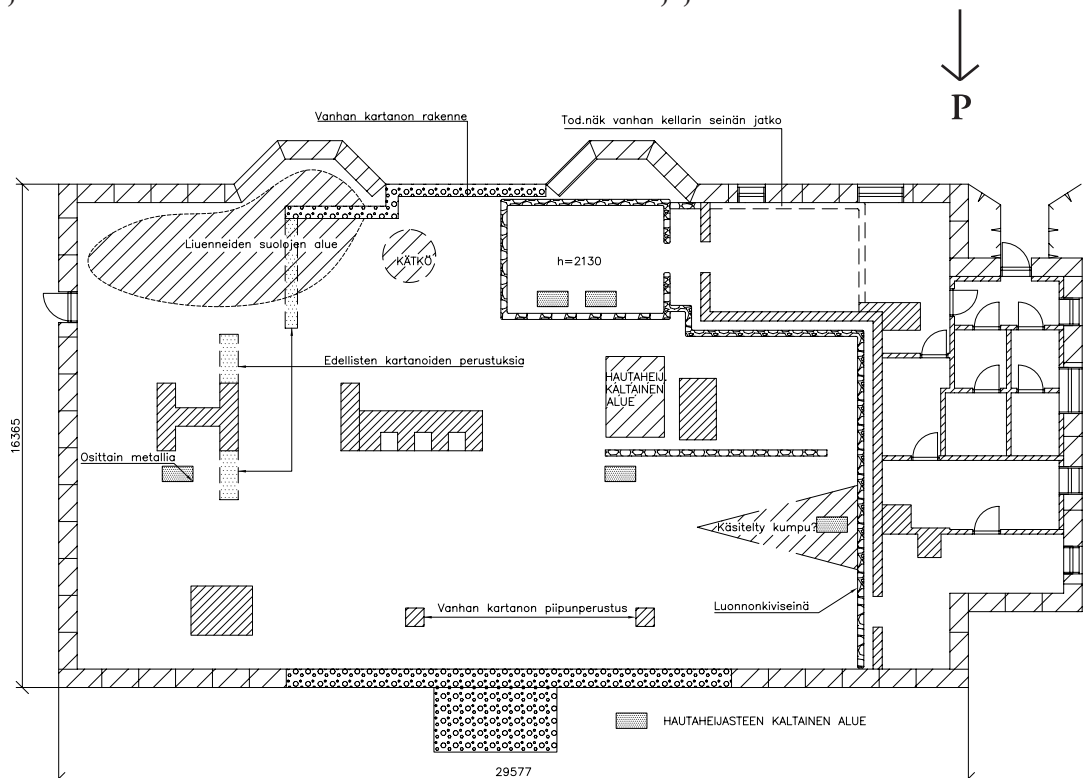 P
Vanhan kartanon rakenne
Tod.näk vanhan kellarin seinän jatko
Liuenneiden suolojen alue
KÄTKÖ
h=2130
Edellisten kartanoiden perustuksia
HAUTAHEIJ.
KALTAINEN
ALUE
16365
Osittain metallia
Käsitelty kumpu?
Vanhan kartanon piipunperustus
Luonnonkiviseinä
HAUTAHEIJASTEEN KALTAINEN ALUE
29577